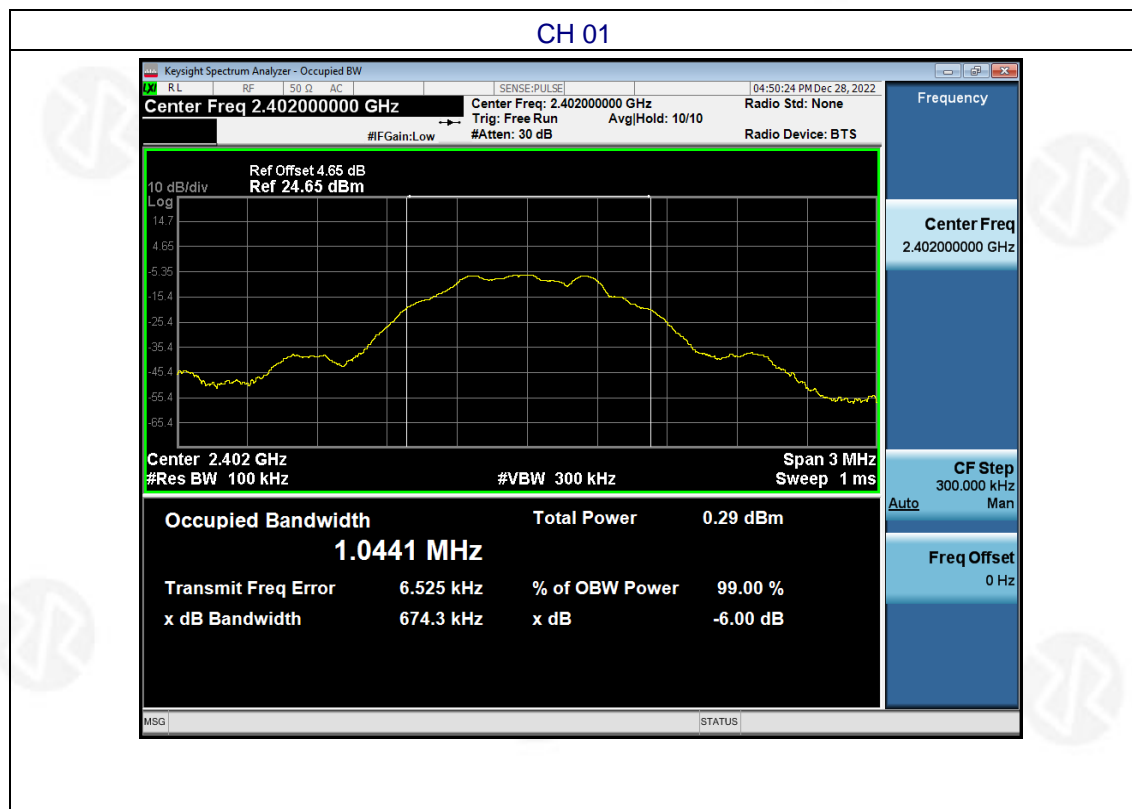 CH 01
Keysight Spectrum Analyzer - Occupied BW
LXI RL RF 50 Ω AC SENSE:PULSE 04:50:24 PM Dec 28, 2022
Center Freq 2.402000000 GHz
Center Freq: 2.402000000 GHz
Radio Std: None
Trig: Free Run Avg|Hold: 10/10
#IFGain:Low #Atten: 30 dB Radio Device: BTS
Ref Offset 4.65 dB
10 dB/div Ref 24.65 dBm
Log
14.7
4.65
-5.35
-15.4
-25.4
-35.4
-45.4
-55.4
-65.4
Center 2.402 GHz Span 3 MHz
#Res BW 100 kHz #VBW 300 kHz Sweep 1 ms
Occupied Bandwidth Total Power 0.29 dBm
1.0441 MHz
Transmit Freq Error 6.525 kHz % of OBW Power 99.00 %
x dB Bandwidth 674.3 kHz x dB -6.00 dB
MSG STATUS
Frequency
Center Freq
2.402000000 GHz
CF Step
300.000 kHz
Auto Man
Freq Offset
0 Hz